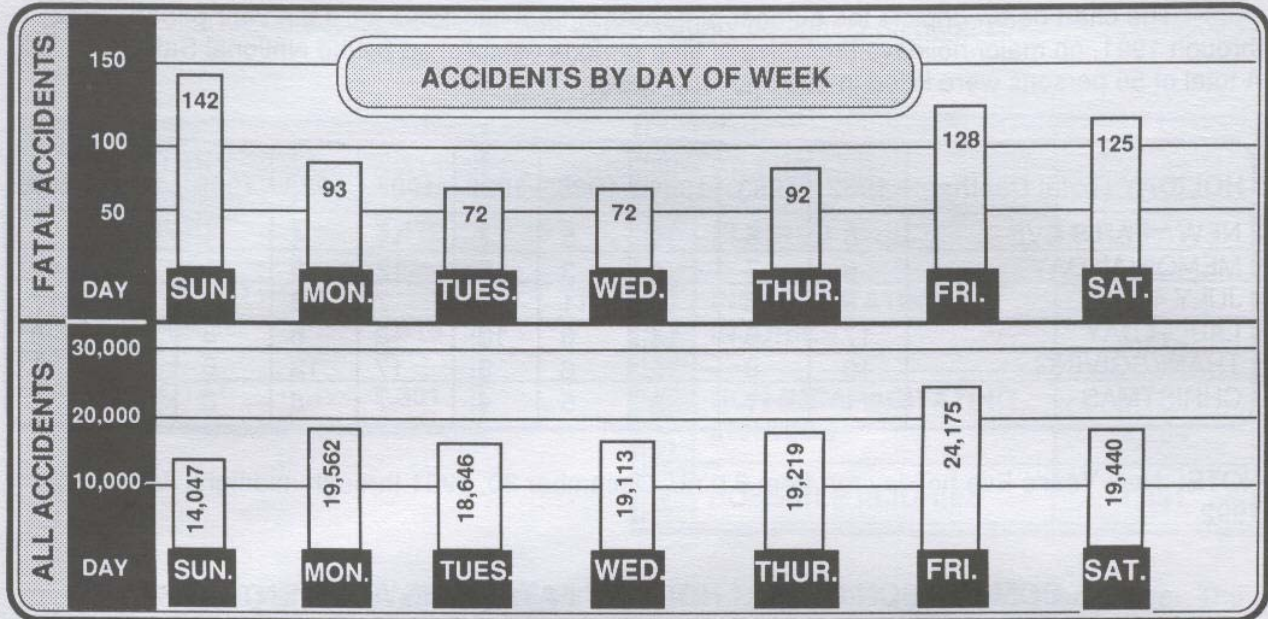 ACCIDENTS BY DAY OF WEEK
FATAL ACCIDENTS
150
100
50
142
93
72
72
92
128
125
DAY
SUN.
MON.
TUES.
WED.
THUR.
FRI.
SAT.
ALL ACCIDENTS
30,000
20,000
10,000
14,047
19,562
18,646
19,113
19,219
24,175
19,440
DAY
SUN.
MON.
TUES.
WED.
THUR.
FRI.
SAT.